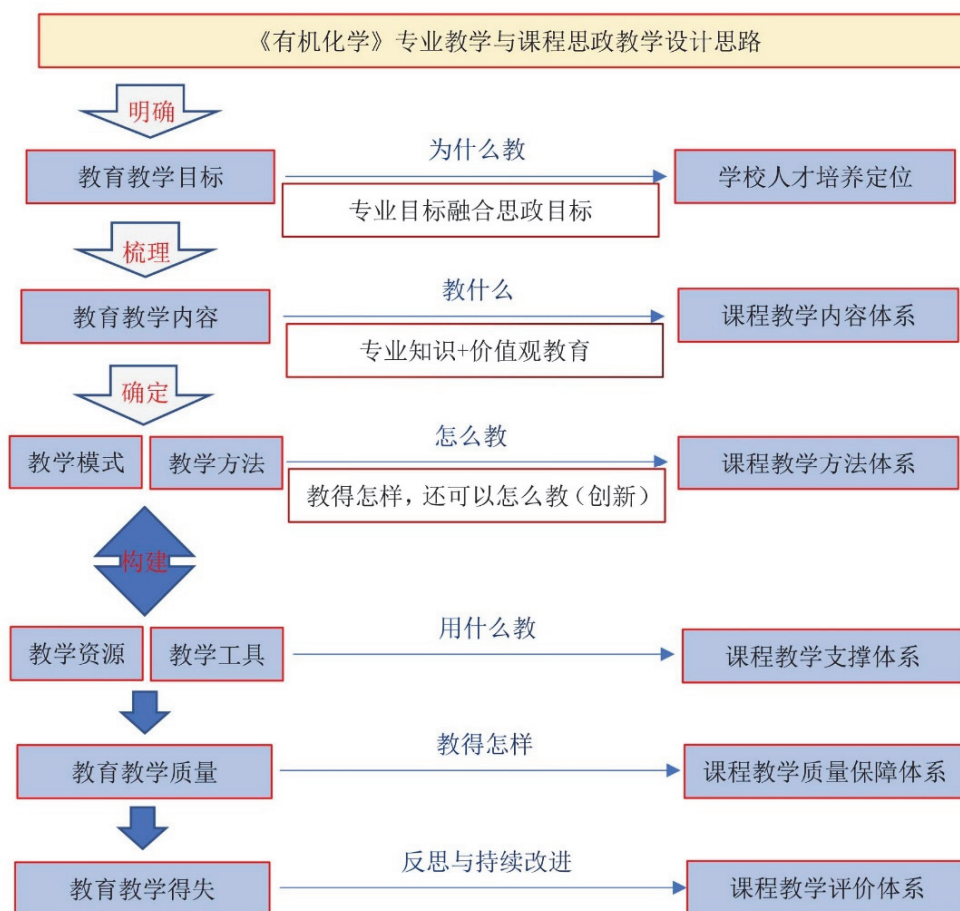 《有机化学》专业教学与课程思政教学设计思路
明确
教育教学目标
为什么教
专业目标融合思政目标
学校人才培养定位
梳理
教育教学内容
教什么
专业知识+价值观教育
课程教学内容体系
确定
教学模式
教学方法
怎么教
教得怎样,还可以怎么教(创新)
课程教学方法体系
构建
教学资源
教学工具
用什么教
课程教学支撑体系
教育教学质量
教得怎样
课程教学质量保障体系
教育教学得失
反思与持续改进
课程教学评价体系